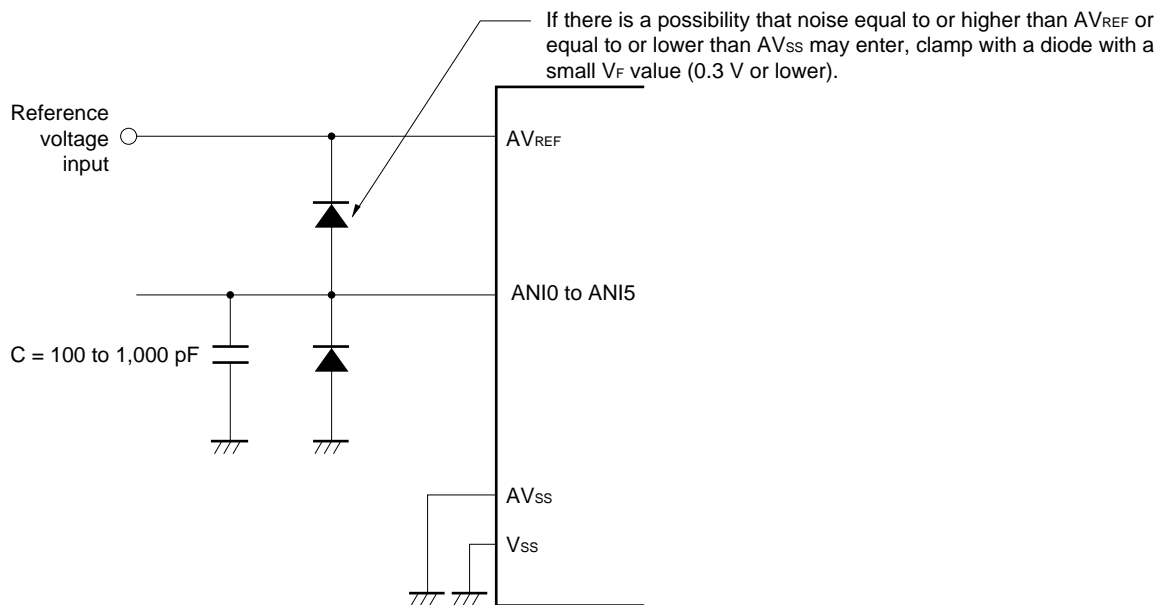 If there is a possibility that noise equal to or higher than AVREF or
equal to or lower than AVSS may enter, clamp with a diode with a
small VF value (0.3 V or lower).
Reference
voltage
input
AVREF
ANI0 to ANI5
C = 100 to 1,000 pF
AVSS
VSS